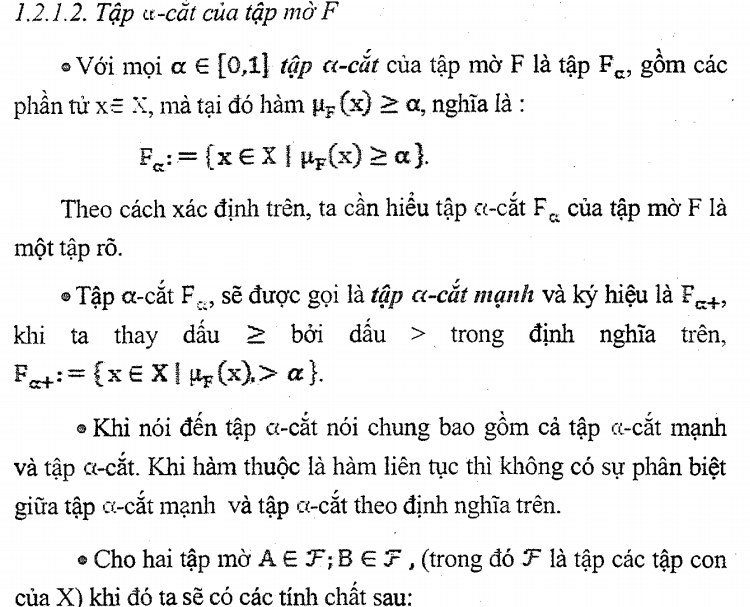 1.2.1.2. Tập α-cắt của tập mờ F
• Với mọi α ∈ [0,1] tập α-cắt của tập mờ F là tập Fα, gồm các
phần tử x∈ X, mà tại đó hàm μF(x) ≥ α, nghĩa là :
Fα: = {x ∈ X | μF(x) ≥ α}.
Theo cách xác định trên, ta cần hiểu tập α-cắt Fα của tập mờ F là
một tập rõ.
• Tập α-cắt Fα, sẽ được gọi là tập α-cắt mạnh và ký hiệu là Fα+,
khi ta thay dấu ≥ bởi dấu > trong định nghĩa trên,
Fα+: = {x ∈ X | μF(x).> α}.
• Khi nói đến tập α-cắt nói chung bao gồm cả tập α-cắt mạnh
và tập α-cắt. Khi hàm thuộc là hàm liên tục thì không có sự phân biệt
giữa tập α-cắt mạnh và tập α-cắt theo định nghĩa trên.
• Cho hai tập mờ A ∈ ℱ; B ∈ ℱ , (trong đó ℱ là tập các tập con
của X) khi đó ta sẽ có các tính chất sau: